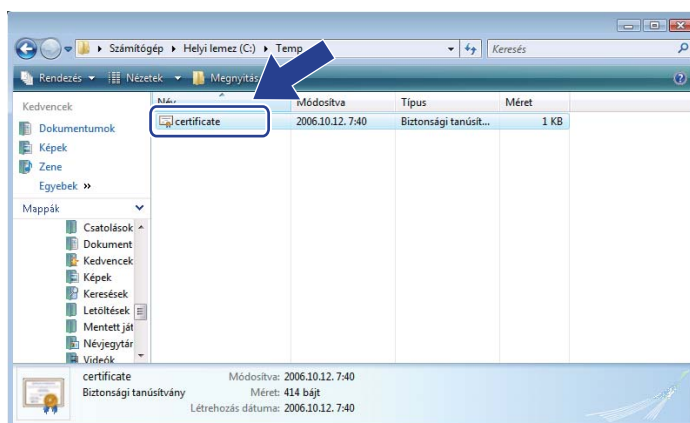 Számítógép ▸ Helyi lemez (C:) ▸ Temp
Keresés
Rendezés Nézetek Megnyitás
Kedvencek
Dokumentumok
Képek
Zene
Egyebek »
Mappák
Csatolások
Dokument
Kedvencek
Képek
Keresések
Letöltések
Mentett ját
Névjegytár
Videók
Név Módosítva Típus Méret
certificate 2006.10.12. 7:40 Biztonsági tanúsít... 1 KB
certificate Módosítva: 2006.10.12. 7:40
Biztonsági tanúsítvány Méret: 414 bájt
Létrehozás dátuma: 2006.10.12. 7:40